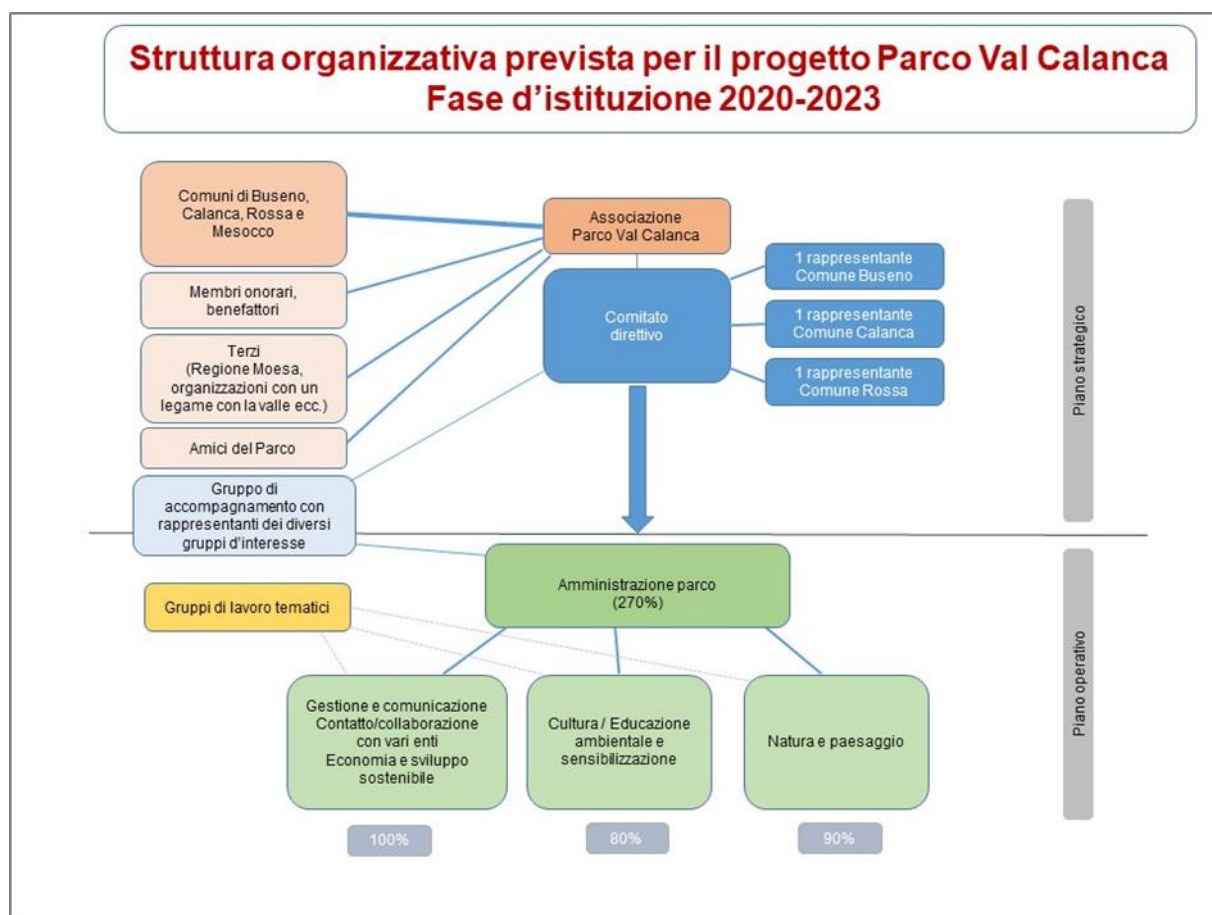 Struttura organizzativa prevista per il progetto Parco Val Calanca
Fase d'istituzione 2020-2023
Comuni di Buseno,
Calanca, Rossa e
Mesocco
Membri onorari,
benefattori
Terzi
(Regione Moesa,
organizzazioni con un
legame con la valle ecc.)
Amici del Parco
Gruppo di
accompagnamento con
rappresentanti dei diversi
gruppi d'interesse
Associazione
Parco Val Calanca
Comitato
direttivo
1 rappresentante
Comune Buseno
1 rappresentante
Comune Calanca
1 rappresentante
Comune Rossa
Piano strategico
Gruppi di lavoro tematici
Amministrazione parco
(270%)
Gestione e comunicazione
Contatto/collaborazione
con vari enti
Economia e sviluppo
sostenibile
Cultura / Educazione
ambientale e
sensibilizzazione
Natura e paesaggio
100%
80%
90%
Piano operativo